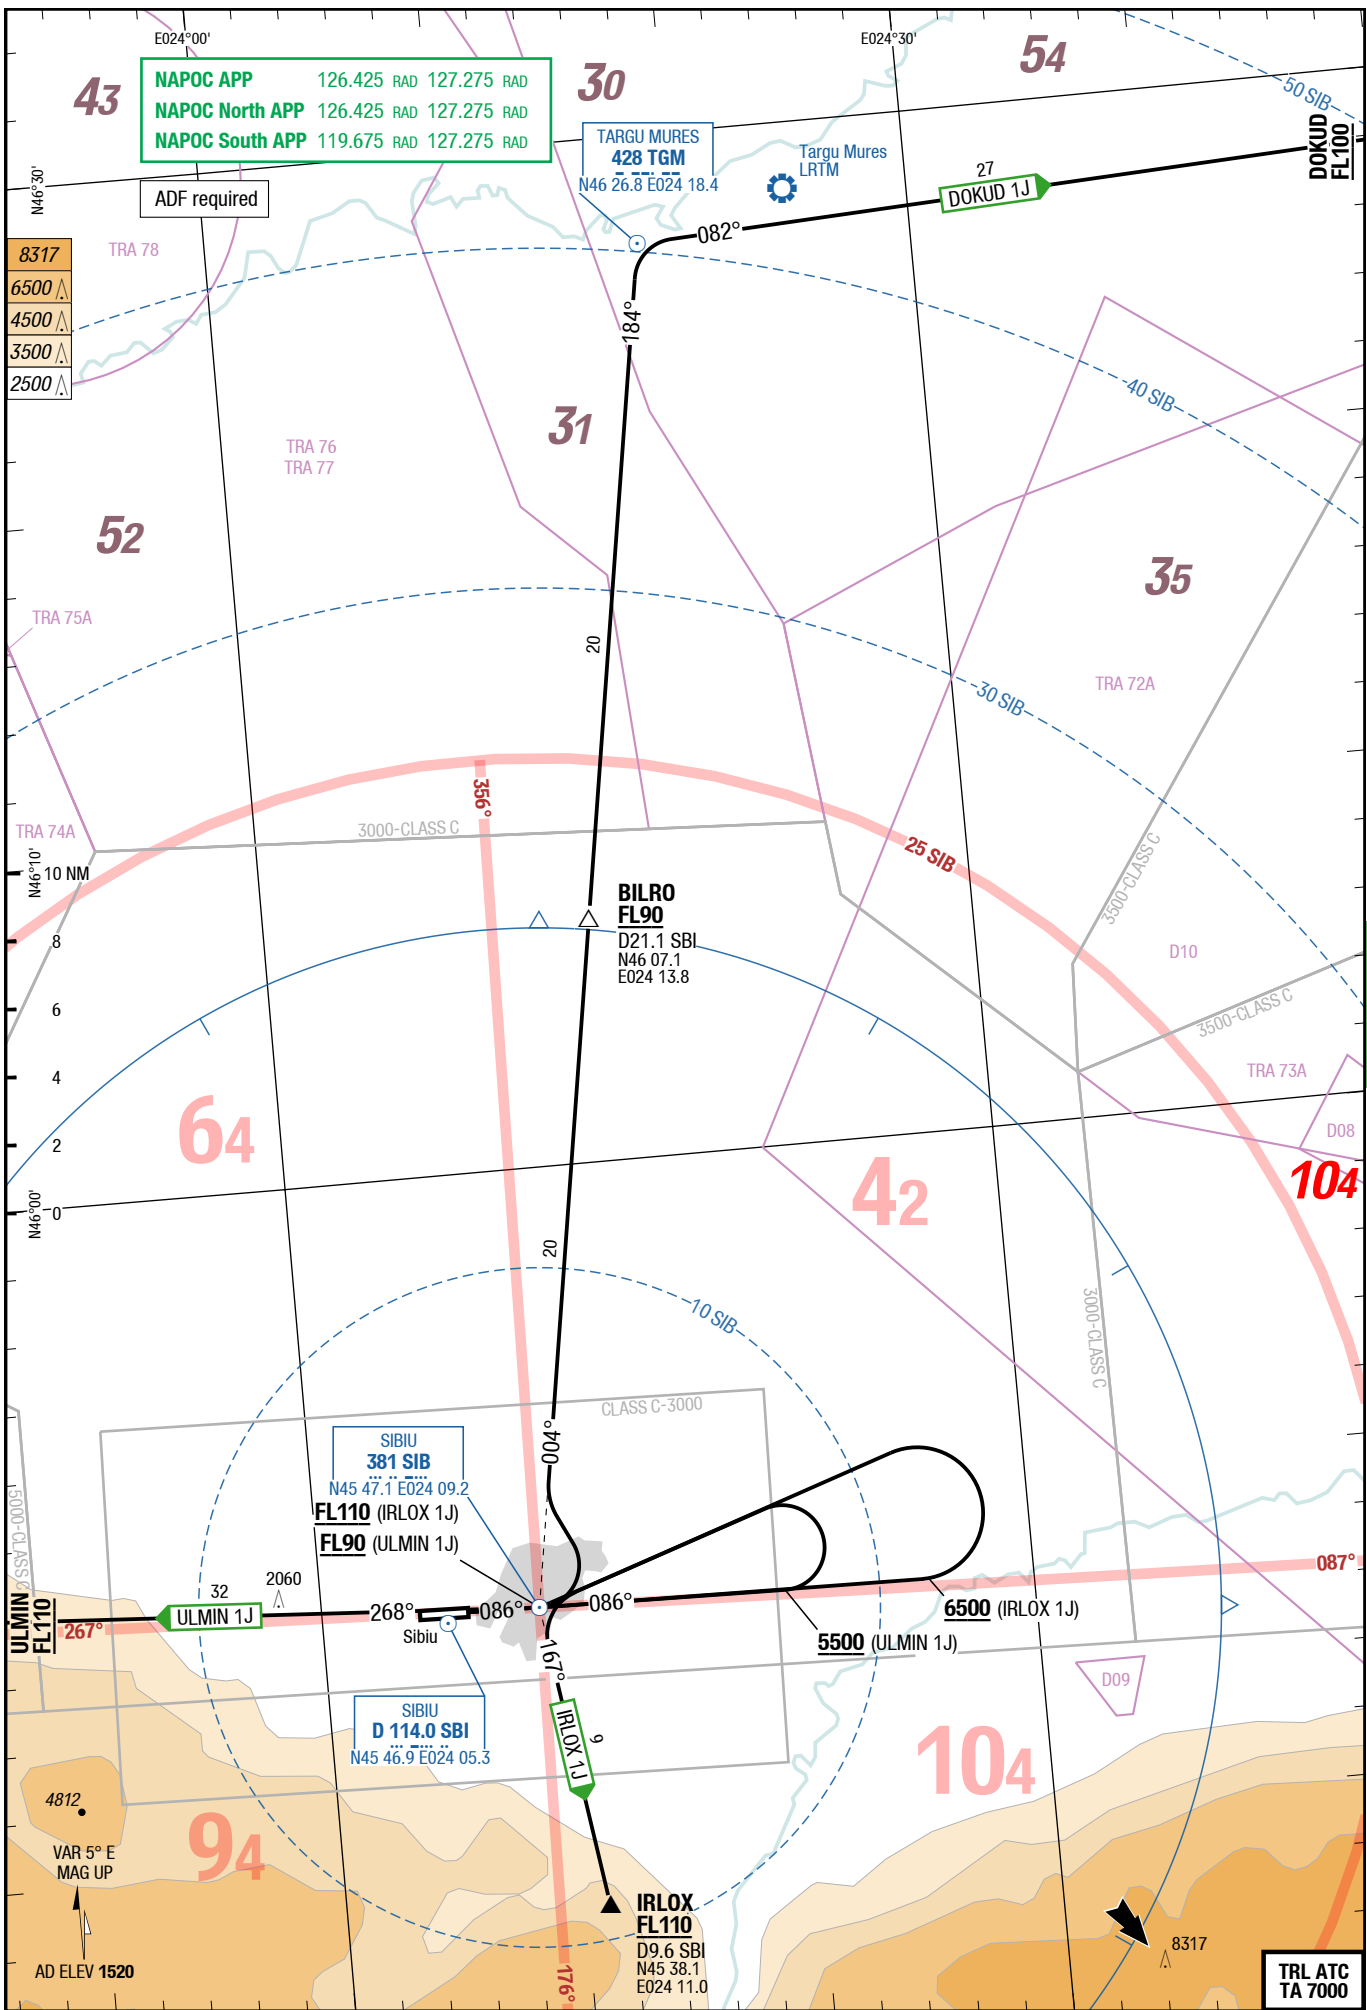 E024°00'
E024°30'
43
30
54
NAPOC APP 126.425 RAD 127.275 RAD
NAPOC North APP 126.425 RAD 127.275 RAD
NAPOC South APP 119.675 RAD 127.275 RAD
50 SIB
DOKUD
FL100
TARGU MURES
428 TGM
N46 26.8 E024 18.4
Targu Mures
LRTM
27
DOKUD 1J
N46°30'
ADF required
082°
TRA 78
8317
6500
4500
3500
2500
184°
40 SIB
31
TRA 76
TRA 77
52
35
TRA 75A
20
TRA 72A
30 SIB
356°
TRA 74A
3000-CLASS C
25 SIB
3500-CLASS C
N46°10'
10 NM
BILRO
FL90
D21.1 SBI
N46 07.1
E024 13.8
8
D10
6
3500-CLASS C
4
TRA 73A
64
2
D08
42
104
N46°00'
0
20
10 SIB
3000-CLASS C
CLASS C-3000
004°
SIBIU
381 SIB
N45 47.1 E024 09.2
5000-CLASS C
FL110 (IRLOX 1J)
FL90 (ULMIN 1J)
087°
32
2060
ULMIN
FL110
ULMIN 1J
268°
086°
086°
6500 (IRLOX 1J)
267°
Sibiu
5500 (ULMIN 1J)
167°
D09
SIBIU
D 114.0 SBI
N45 46.9 E024 05.3
IRLOX 1J
9
104
4812
94
VAR 5° E
MAG UP
IRLOX
FL110
D9.6 SBI
N45 38.1
E024 11.0
8317
AD ELEV 1520
176°
TRL ATC
TA 7000